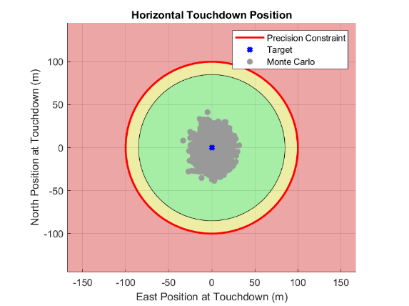 Horizontal Touchdown Position
Precision Constraint
Target
Monte Carlo
North Position at Touchdown (m)
100
50
0
-50
-100
-150
-100
-50
0
50
100
150
East Position at Touchdown (m)